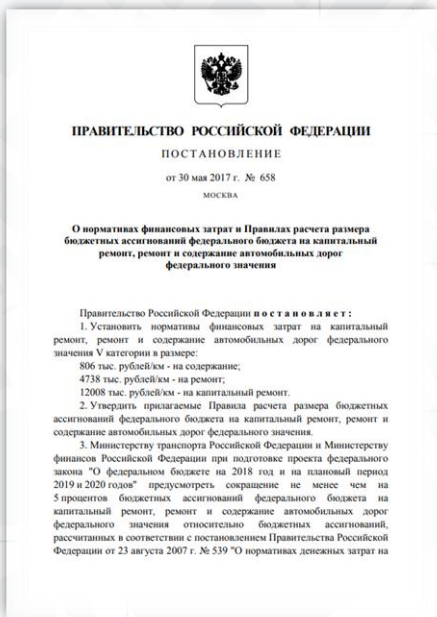 ПРАВИТЕЛЬСТВО РОССИЙСКОЙ ФЕДЕРАЦИИ
ПОСТАНОВЛЕНИЕ
от 30 мая 2017 г. № 658
МОСКВА
О нормативах финансовых затрат и Правилах расчета размера
бюджетных ассигнований федерального бюджета на капитальный
ремонт, ремонт и содержание автомобильных дорог
федерального значения
Правительство Российской Федерации постановляет:
1. Установить нормативы финансовых затрат на капитальный
ремонт, ремонт и содержание автомобильных дорог федерального
значения V категории в размере:
806 тыс. рублей/км - на содержание;
4738 тыс. рублей/км - на ремонт;
12008 тыс. рублей/км - на капитальный ремонт.
2. Утвердить прилагаемые Правила расчета размера бюджетных
ассигнований федерального бюджета на капитальный ремонт, ремонт и
содержание автомобильных дорог федерального значения.
3. Министерству транспорта Российской Федерации и Министерству
финансов Российской Федерации при подготовке проекта федерального
закона "О федеральном бюджете на 2018 год и на плановый период
2019 и 2020 годов" предусмотреть сокращение не менее чем на
5 процентов бюджетных ассигнований федерального бюджета на
капитальный ремонт, ремонт и содержание автомобильных дорог
федерального значения относительно бюджетных ассигнований,
рассчитанных в соответствии с постановлением Правительства Российской
Федерации от 23 августа 2007 г. № 539 "О нормативах денежных затрат на